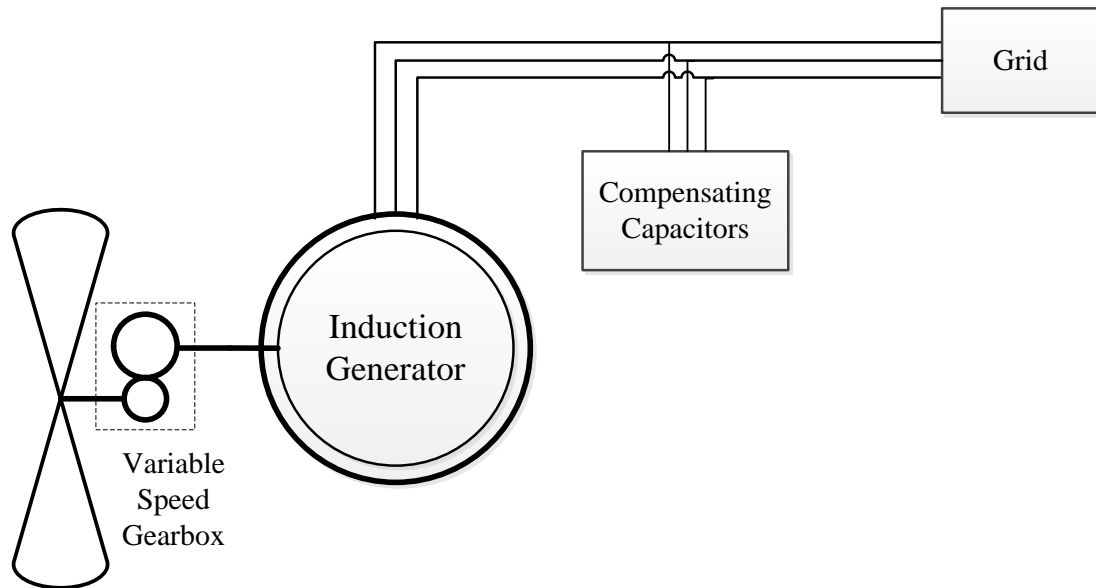 Grid
Compensating
Capacitors
Induction
Generator
Variable
Speed
Gearbox